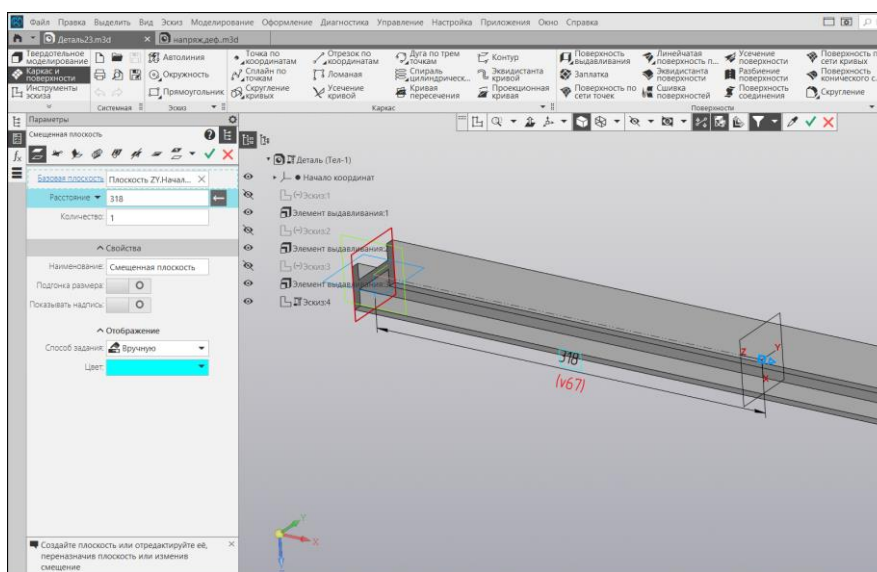 Файл Правка Выделить Вид Эскиз Моделирование Оформление Диагностика Управление Настройка Приложения Окно Справка
Деталь23.m3d × напряж,деф.m3d
Твердотельное моделирование
Каркас и поверхности
Инструменты эскиза
Системная
Автолиния
Окружность
Прямоугольник
Эскиз
Точка по координатам
Сплайн по точкам
Скругление кривых
Отрезок по координатам
Ломаная
Усечение кривой
Дуга по трем точкам
Спираль цилиндрическ...
Кривая пересечения
Контур
Эквидистанта кривой
Проекционная кривая
Каркас
Поверхность выдавливания
Заплатка
Поверхность по сети точек
Линейчатая поверхность п...
Эквидистанта поверхности
Сшивка поверхностей
Усечение поверхности
Разбиение поверхности
Поверхность соединения
Поверхность по сети кривых
Поверхность конического с...
Скругление
Поверхности
Параметры
Смещенная плоскость
Базовая плоскость Плоскость ZY.Начал... ×
Расстояние 318
Количество: 1
Свойства
Наименование: Смещенная плоскость
Подгонка размера:
Показывать надпись:
Отображение
Способ задания: Вручную
Цвет:
Создайте плоскость или отредактируйте её,
переназначив плоскость или изменив
смещение
Деталь (Тел-1)
Начало координат
(-)Эскиз:1
Элемент выдавливания:1
(-)Эскиз:2
Элемент выдавливания:2
(-)Эскиз:3
Элемент выдавливания:3
Эскиз:4
318
(v67)
Z Y
X
Y
X